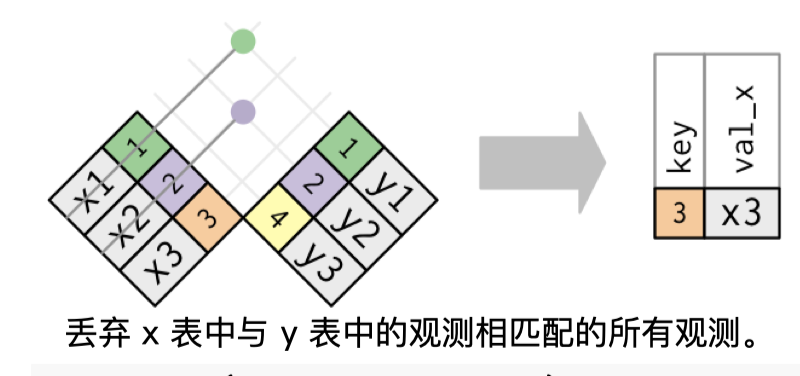 1
2
3
x1
x2
x3
1
2
4
y1
y2
y3
key
val_x
3
x3
丢弃 x 表中与 y 表中的观测相匹配的所有观测。